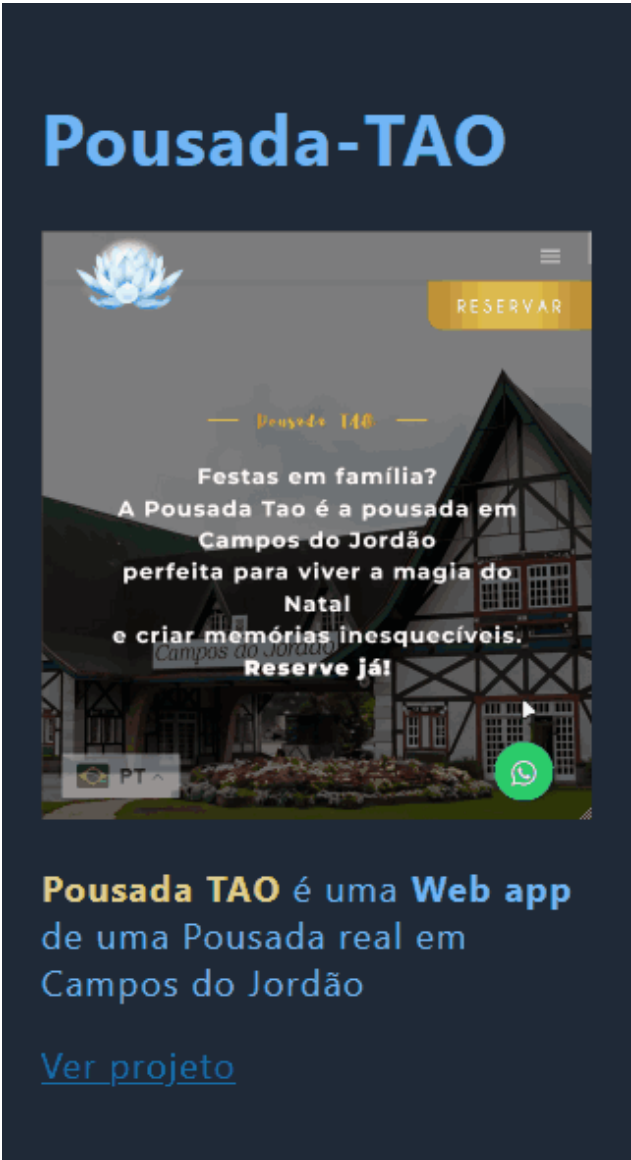 Pousada-TAO
RESERVAR
Pousada TAO
Festas em família?
A Pousada Tao é a pousada em
Campos do Jordão
perfeita para viver a magia do
Natal
e criar memórias inesquecíveis.
Campos do Jordão
Reserve já!
PT
Pousada TAO é uma Web app
de uma Pousada real em
Campos do Jordão
Ver projeto